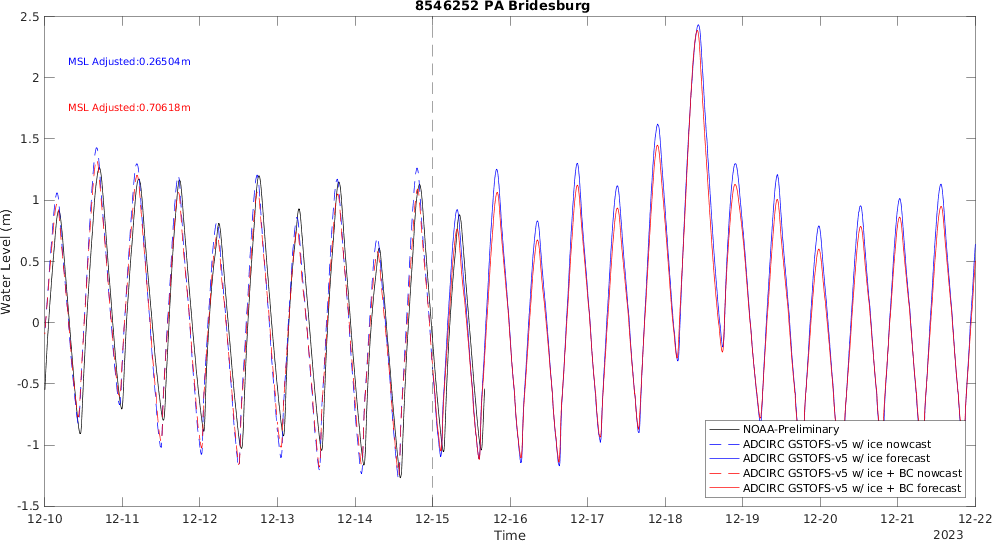 8546252 PA Bridesburg
2.5
2
1.5
1
0.5
0
-0.5
-1
-1.5
Water Level (m)
MSL Adjusted:0.26504m
MSL Adjusted:0.70618m
NOAA-Preliminary
ADCIRC GSTOFS-v5 w/ ice nowcast
ADCIRC GSTOFS-v5 w/ ice forecast
ADCIRC GSTOFS-v5 w/ ice + BC nowcast
ADCIRC GSTOFS-v5 w/ ice + BC forecast
12-10 12-11 12-12 12-13 12-14 12-15 12-16 12-17 12-18 12-19 12-20 12-21 12-22
Time
2023